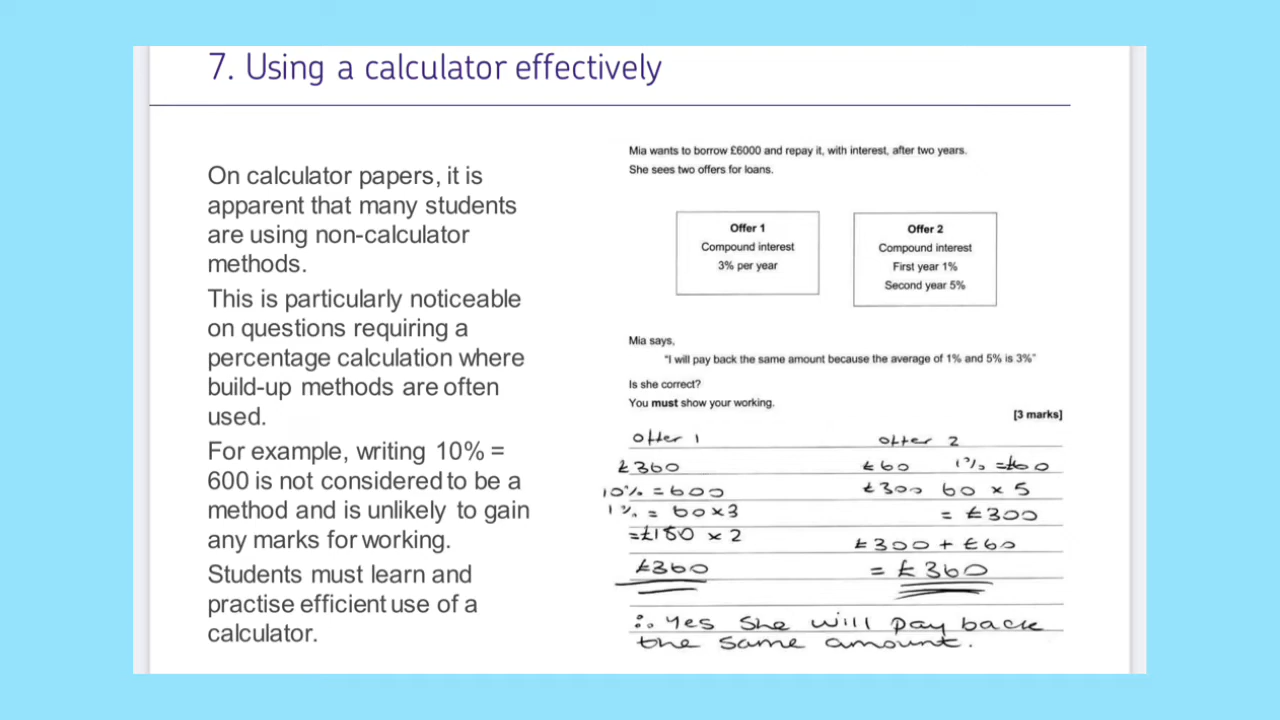 7. Using a calculator effectively
On calculator papers, it is
apparent that many students
are using non-calculator
methods.
This is particularly noticeable
on questions requiring a
percentage calculation where
build-up methods are often
used.
For example, writing 10% =
600 is not considered to be a
method and is unlikely to gain
any marks for working.
Students must learn and
practise efficient use of a
calculator.
Mia wants to borrow £6000 and repay it, with interest, after two years.
She sees two offers for loans.
Offer 1
Compound interest
3% per year
Offer 2
Compound interest
First year 1%
Second year 5%
Mia says,
"I will pay back the same amount because the average of 1% and 5% is 3%"
Is she correct?
You must show your working.
[3 marks]
Offer 1
£360
10% = 600
1% = 60 x 3
= £180 x 2
£360
Offer 2
£60 1% = £60
£300 60 x 5
= £300
£300 + £60
= £360
∴ Yes she will pay back
the same amount.